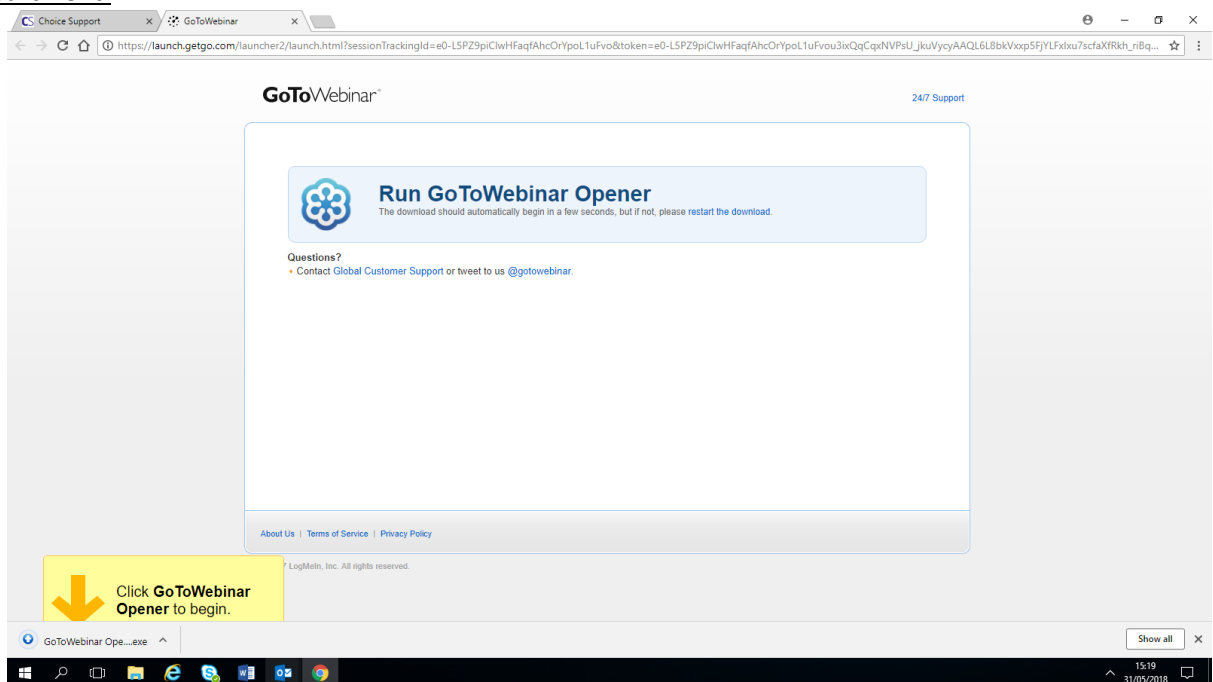 CS Choice Support
GoToWebinar
https://launch.getgo.com/launcher2/launch.html?sessionTrackingId=e0-L5PZ9piClwHFaqfAhcOrYpoL1uFvo&token=e0-L5PZ9piClwHFaqfAhcOrYpoL1uFvou3ixQqCqxNVPsU_jkuVycyAAQL6L8bkVxxp5FjYLFxlxu7scfaXfRkh_riBq...
GoToWebinar
24/7 Support
Run GoToWebinar Opener
The download should automatically begin in a few seconds, but if not, please restart the download.
Questions?
• Contact Global Customer Support or tweet to us @gotowebinar.
About Us | Terms of Service | Privacy Policy
LogMeIn, Inc. All rights reserved.
Click GoToWebinar
Opener to begin.
GoToWebinar Ope....exe
Show all
15:19
31/05/2018